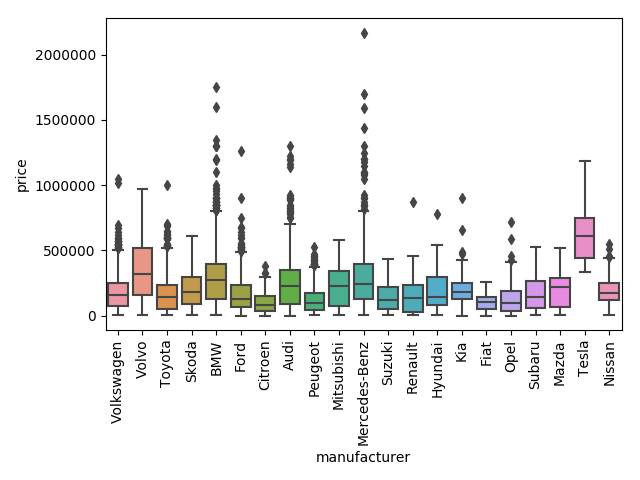 2000000
1500000
1000000
500000
0
price
Volkswagen
Volvo
Toyota
Skoda
BMW
Ford
Citroen
Audi
Peugeot
Mitsubishi
Mercedes-Benz
Suzuki
Renault
Hyundai
Kia
Fiat
Opel
Subaru
Mazda
Tesla
Nissan
manufacturer